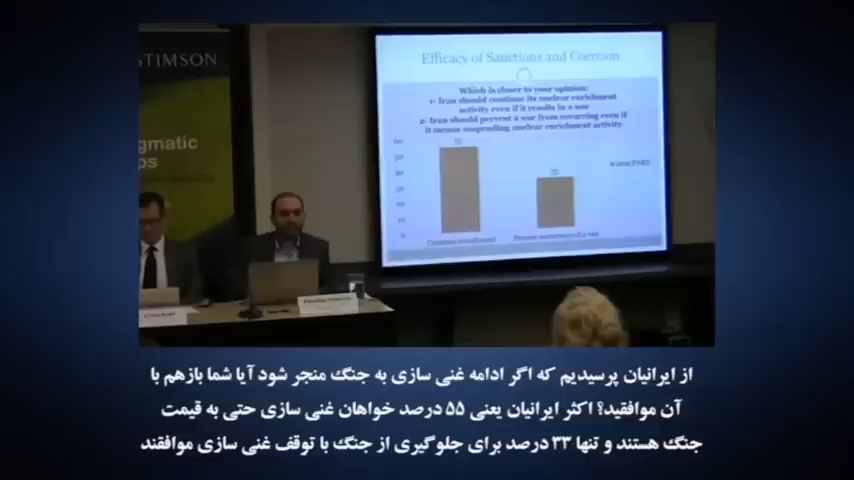 STIMSON
gmatic
ps
Efficacy of Sanctions and Coercion
Which is closer to your opinion:
1- Iran should continue its nuclear enrichment
activity even if it results in a war
2- Iran should prevent a war from occurring even if
it means suspending nuclear enrichment activity
از ایرانیان پرسیدیم که اگر ادامه غنی سازی به جنگ منجر شود آیا شما بازهم با
آن موافقید؟ اکثر ایرانیان یعنی ۵۵ درصد خواهان غنی سازی حتی به قیمت
جنگ هستند و تنها ۳۳ درصد برای جلوگیری از جنگ با توقف غنی سازی موافقند